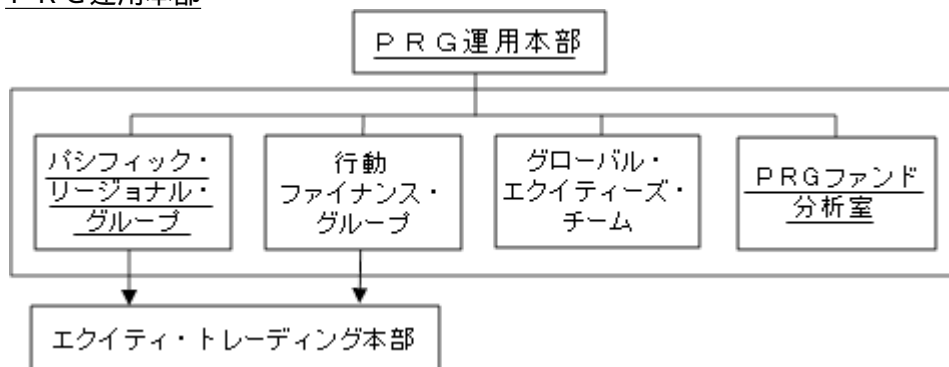 ＰＲＧ運用本部
ＰＲＧ運用本部
パシフィック・
リージョナル・
グループ
行動
ファイナンス・
グループ
グローバル・
エクイティーズ・
チーム
ＰＲＧファンド
分析室
エクイティ・トレーディング本部